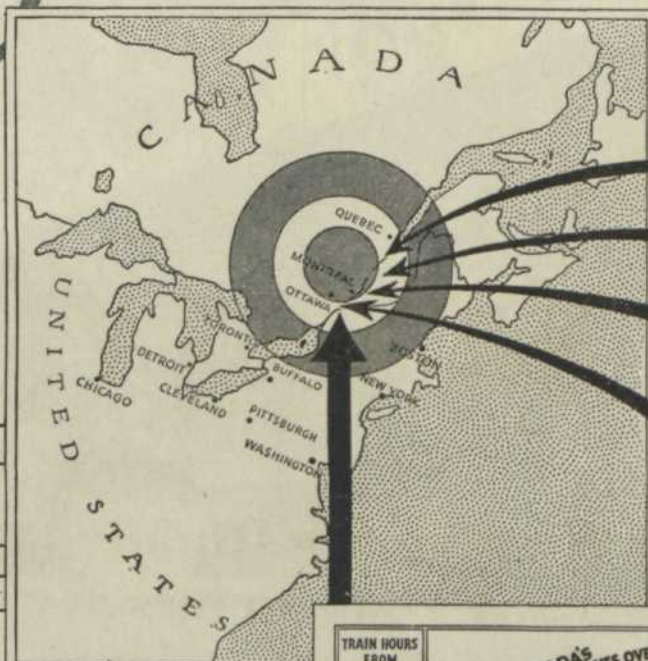 CANADA
QUEBEC
MONTREAL
OTTAWA
TORONTO
BOSTON
DETROIT
BUFFALO
NEW YORK
CHICAGO
CLEVELAND
PITTSBURGH
WASHINGTON
UNITED STATES
TRAIN HOURS
FROM